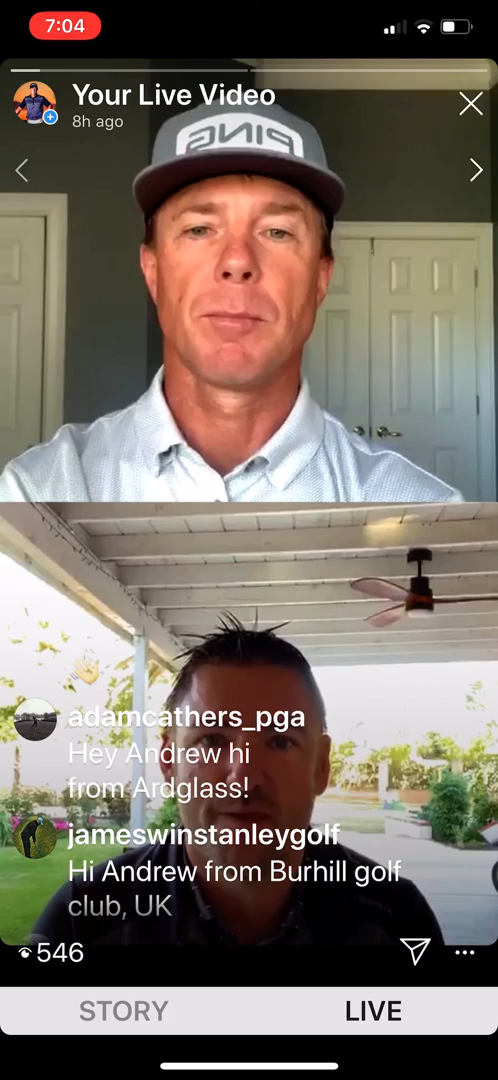 7:04
Your Live Video
8h ago
PING
adamcathers_pga
Hey Andrew hi
from Ardglass!
jameswinstanleygolf
Hi Andrew from Burhill golf
club, UK
546
STORY
LIVE